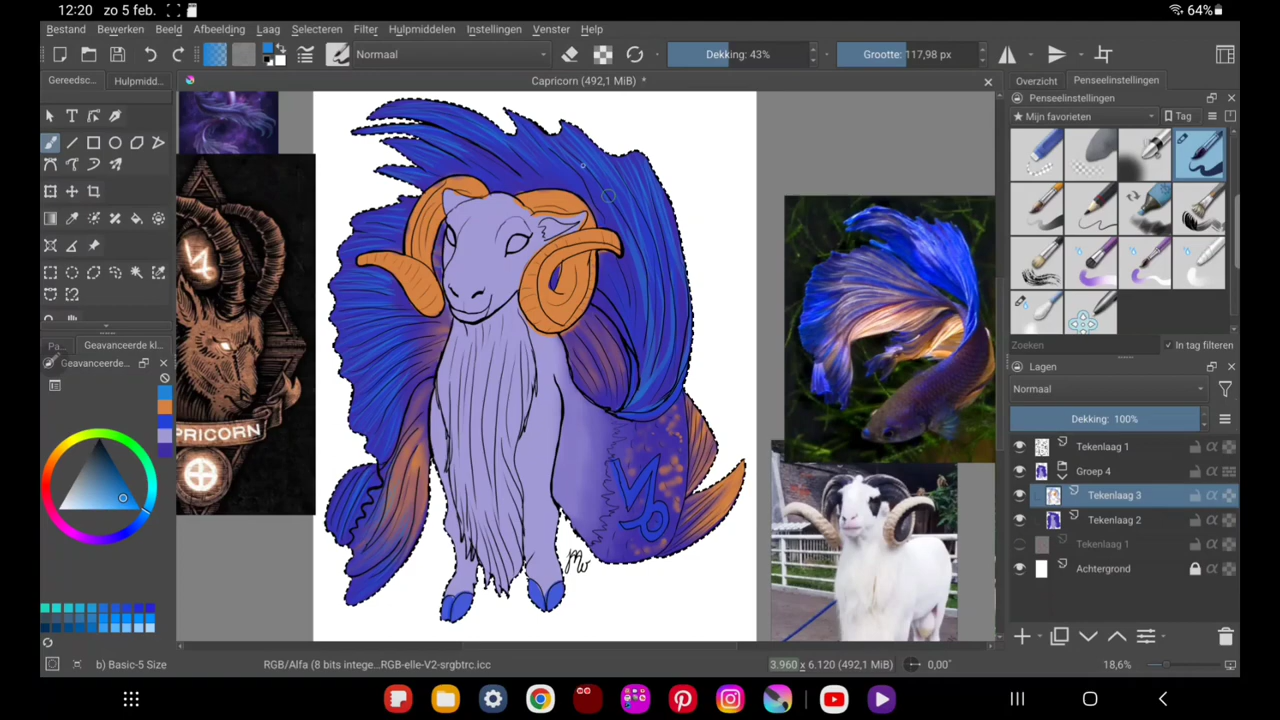 12:20 zo 5 feb. 64%
Bestand Bewerken Beeld Afbeelding Laag Selecteren Filter Hulpmiddelen Instellingen Venster Help
Normaal Dekking: 43% Grootte: 117,98 px
Gereedsc... Hulpmidd... Capricorn (492,1 MiB) * Overzicht Penseelinstellingen
Penseelinstellingen
Mijn favorieten Tag
Zoeken In tag filteren
Pa... Geavanceerde kl...
Geavanceerde... Lagen
Normaal
Dekking: 100%
PRICORN
Tekenlaag 1
Groep 4
Tekenlaag 3
Tekenlaag 2
Tekenlaag 1
Achtergrond
b) Basic-5 Size RGB/Alfa (8 bits intege...RGB-elle-V2-srgbtrc.icc 3.960 x 6.120 (492,1 MiB) 0,00° 18,6%